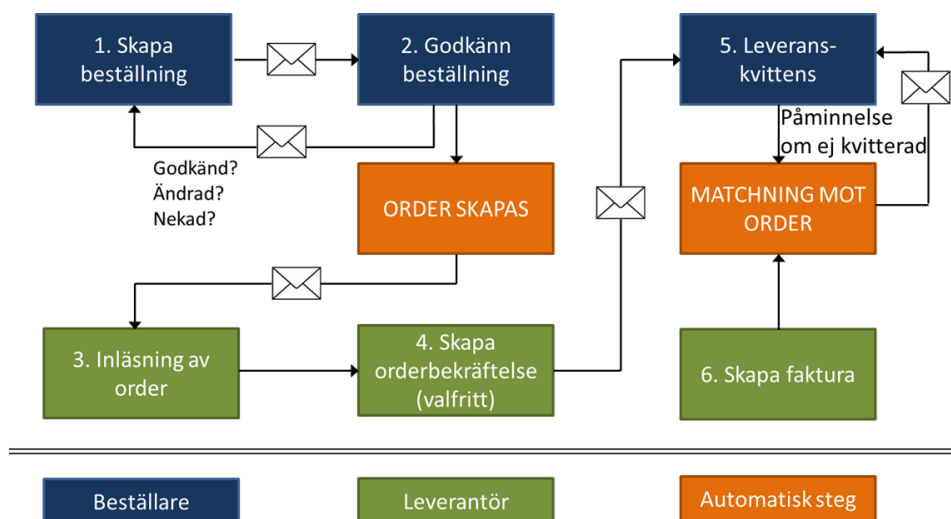 1. Skapa
beställning
2. Godkänn
beställning
5. Leverans-
kvittens
Godkänd?
Ändrad?
Nekad?
Påminnelse
om ej kvitterad
ORDER SKAPAS
MATCHNING MOT
ORDER
3. Inläsning av
order
4. Skapa
orderbekräftelse
(valfritt)
6. Skapa faktura
Beställare
Leverantör
Automatisk steg